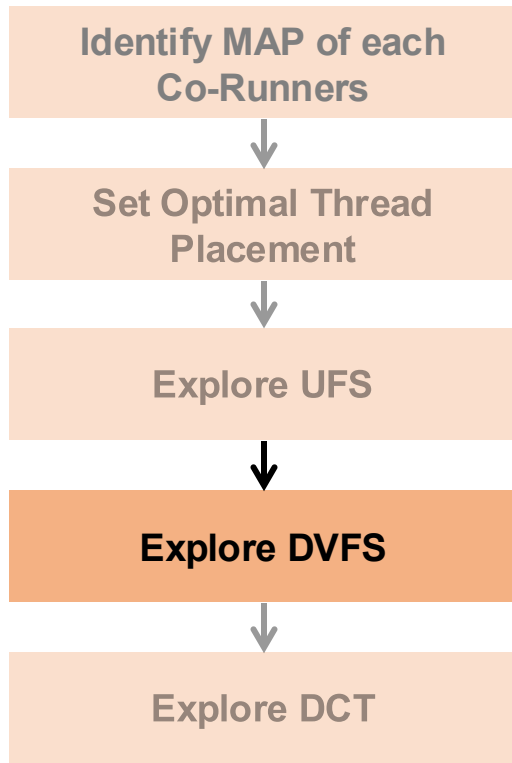 Identify MAP of each
Co-Runners
Set Optimal Thread
Placement
Explore UFS
Explore DVFS
Explore DCT